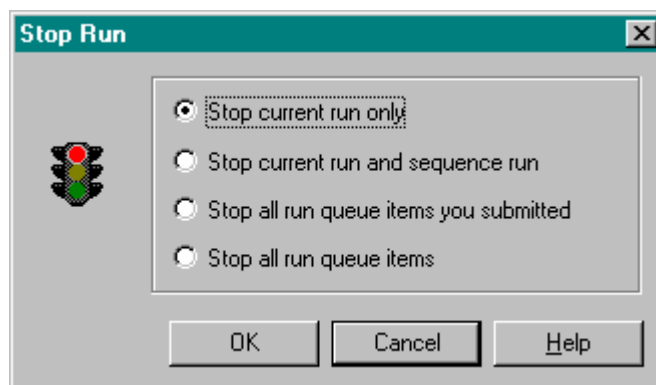 Stop Run
Stop current run only
Stop current run and sequence run
Stop all run queue items you submitted
Stop all run queue items
OK
Cancel
Help